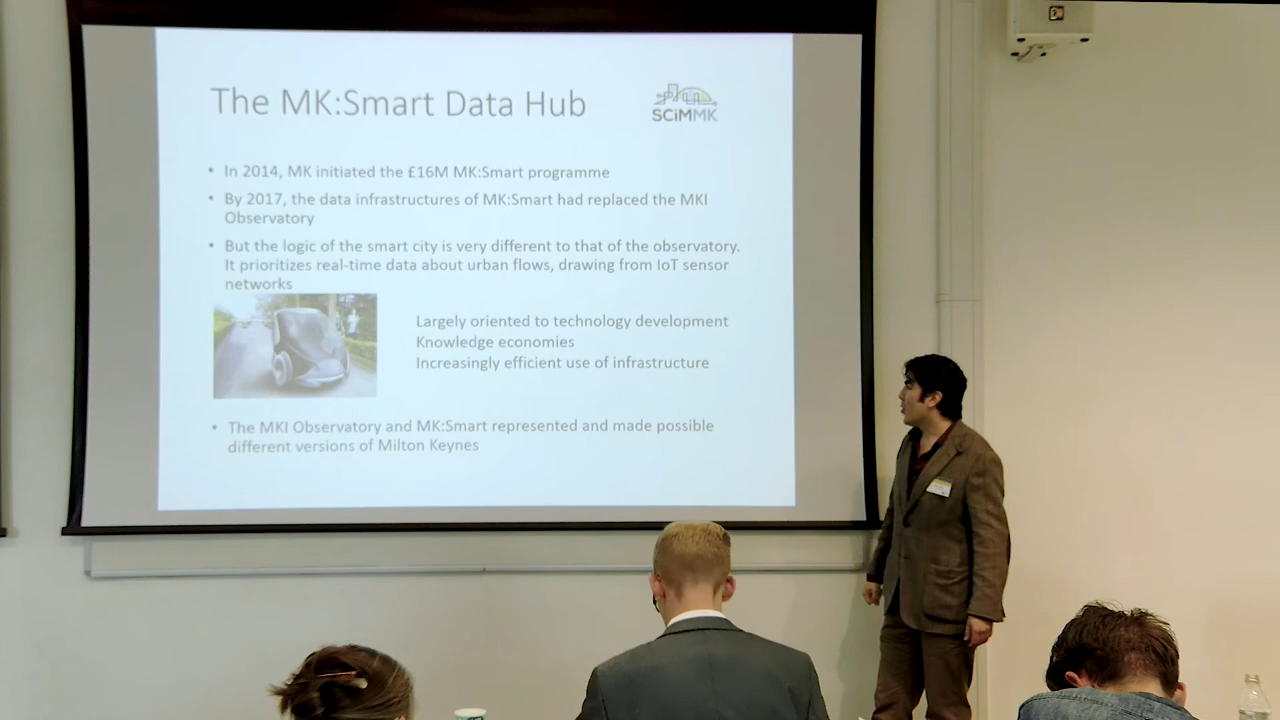 The MK:Smart Data Hub
SCiMMK
• In 2014, MK initiated the £16M MK:Smart programme
• By 2017, the data infrastructures of MK:Smart had replaced the MKI
Observatory
• But the logic of the smart city is very different to that of the observatory.
It prioritizes real-time data about urban flows, drawing from IoT sensor
networks
Largely oriented to technology development
Knowledge economies
Increasingly efficient use of infrastructure
• The MKI Observatory and MK:Smart represented and made possible
different versions of Milton Keynes